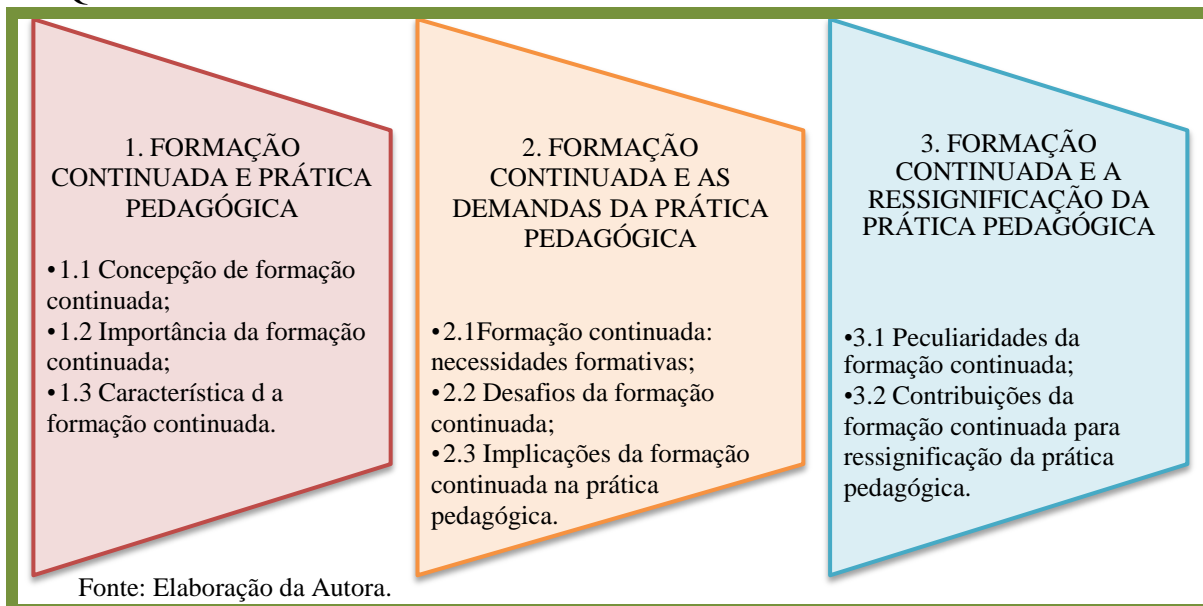 1. FORMAÇÃO
CONTINUADA E PRÁTICA
PEDAGÓGICA
•1.1 Concepção de formação
continuada;
•1.2 Importância da formação
continuada;
•1.3 Característica d a
formação continuada.
2. FORMAÇÃO
CONTINUADA E AS
DEMANDAS DA PRÁTICA
PEDAGÓGICA
•2.1Formação continuada:
necessidades formativas;
•2.2 Desafios da formação
continuada;
•2.3 Implicações da formação
continuada na prática
pedagógica.
3. FORMAÇÃO
CONTINUADA E A
RESSIGNIFICAÇÃO DA
PRÁTICA PEDAGÓGICA
•3.1 Peculiaridades da
formação continuada;
•3.2 Contribuições da
formação continuada para
ressignificação da prática
pedagógica.
Fonte: Elaboração da Autora.